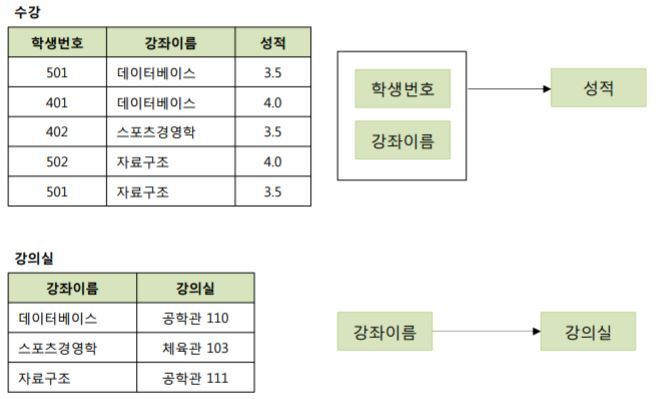 수강
학생번호 강좌이름 성적
501 데이터베이스 3.5
401 데이터베이스 4.0
402 스포츠경영학 3.5
502 자료구조 4.0
501 자료구조 3.5
학생번호
강좌이름
성적
강의실
강좌이름 강의실
데이터베이스 공학관 110
스포츠경영학 체육관 103
자료구조 공학관 111
강좌이름
강의실